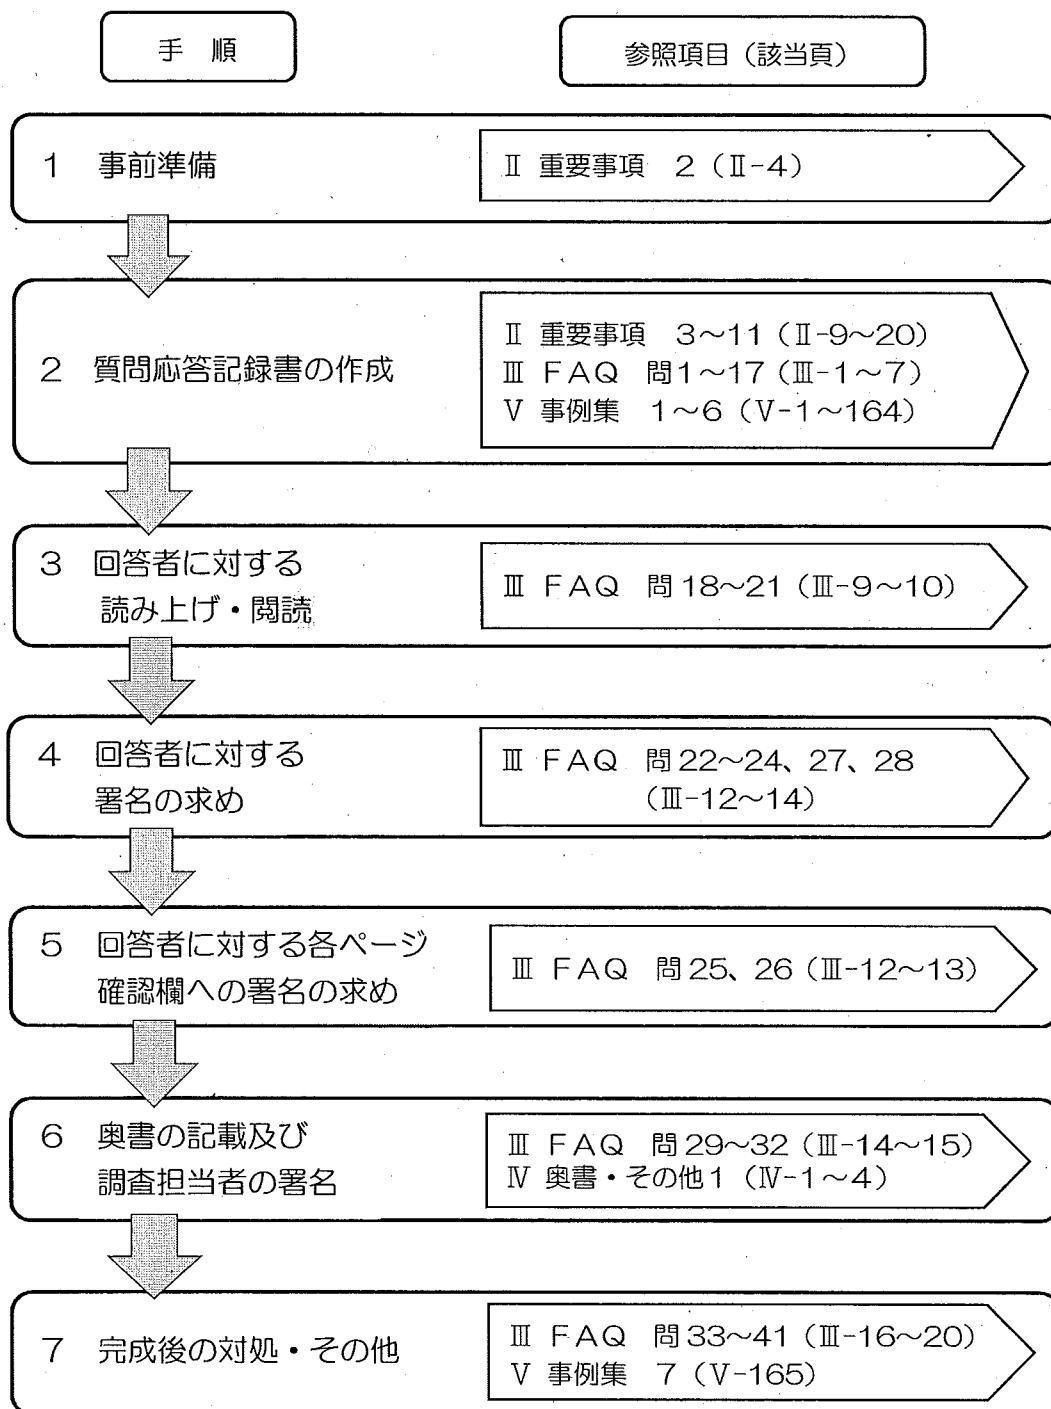 手 順
参照項目（該当頁）
1 事前準備
Ⅱ 重要事項 2（Ⅱ-4）
2 質問応答記録書の作成
Ⅱ 重要事項 3～11（Ⅱ-9～20）
Ⅲ FAQ 問1～17（Ⅲ-1～7）
Ⅴ 事例集 1～6（Ⅴ-1～164）
3 回答者に対する
読み上げ・閲読
Ⅲ FAQ 問18～21（Ⅲ-9～10）
4 回答者に対する
署名の求め
Ⅲ FAQ 問22～24、27、28
（Ⅲ-12～14）
5 回答者に対する各ページ
確認欄への署名の求め
Ⅲ FAQ 問25、26（Ⅲ-12～13）
6 奥書の記載及び
調査担当者の署名
Ⅲ FAQ 問29～32（Ⅲ-14～15）
Ⅳ 奥書・その他1（Ⅳ-1～4）
7 完成後の対処・その他
Ⅲ FAQ 問33～41（Ⅲ-16～20）
Ⅴ 事例集 7（Ⅴ-165）